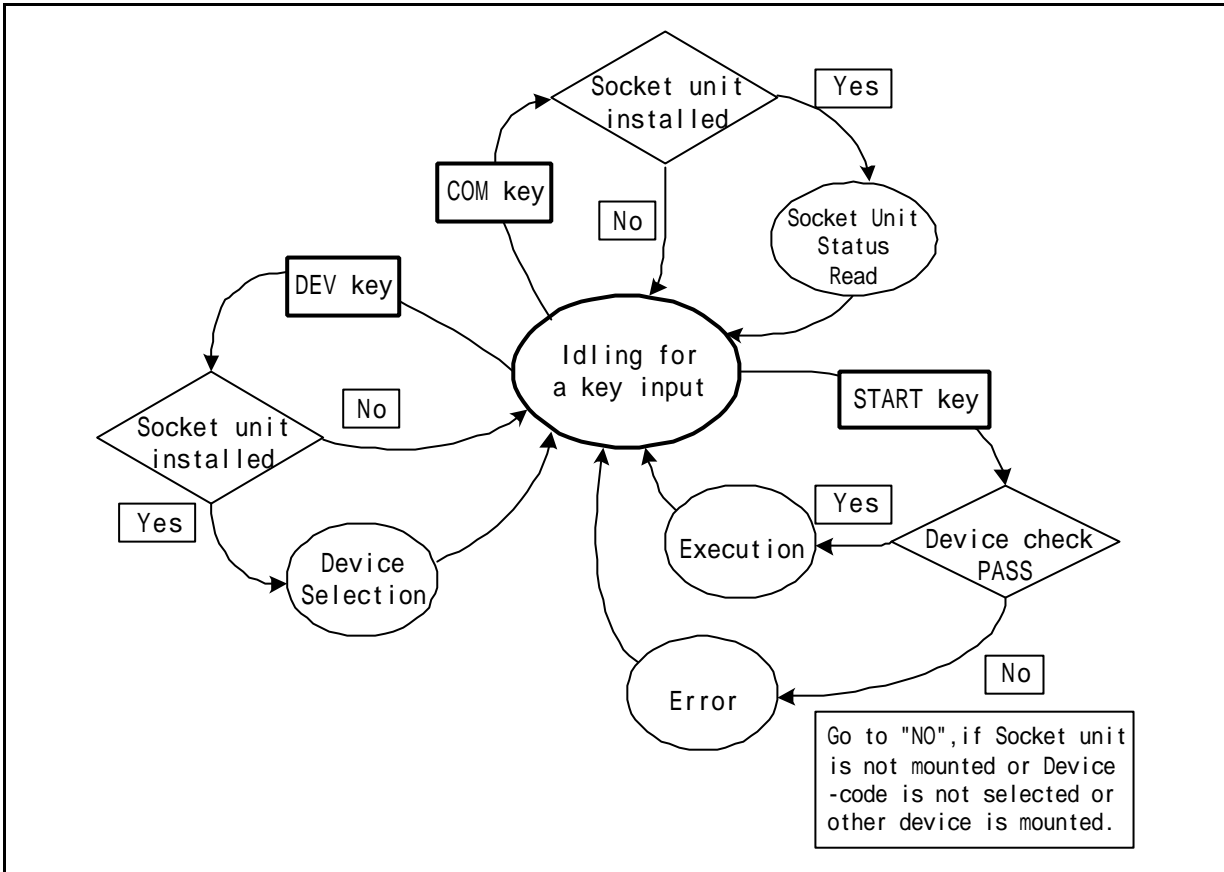 Socket unit
installed
Yes
COM key
No
Socket Unit
Status
Read
DEV key
Idling for
a key input
START key
No
Socket unit
installed
Yes
Device
Selection
Yes
Execution
Device check
PASS
No
Error
Go to "NO",if Socket unit
is not mounted or Device
-code is not selected or
other device is mounted.